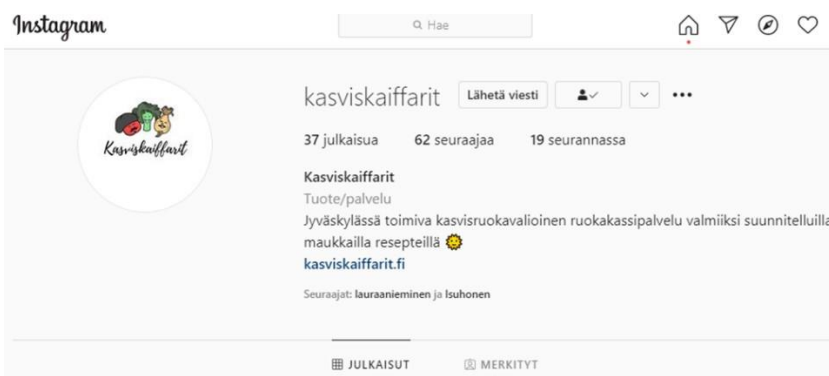 Instagram
Hae
Kasviskaiffarit
kasviskaiffarit
Lähetä viesti
37 julkaisua 62 seuraajaa 19 seurannassa
Kasviskaiffarit
Tuote/palvelu
Jyväskylässä toimiva kasvisruokavalioinen ruokakassipalvelu valmiiksi suunnitelluilla
maukkailla resepteillä
kasviskaiffarit.fi
Seuraajat: lauraanieminen ja lsuhonen
JULKAISUT MERKITYT